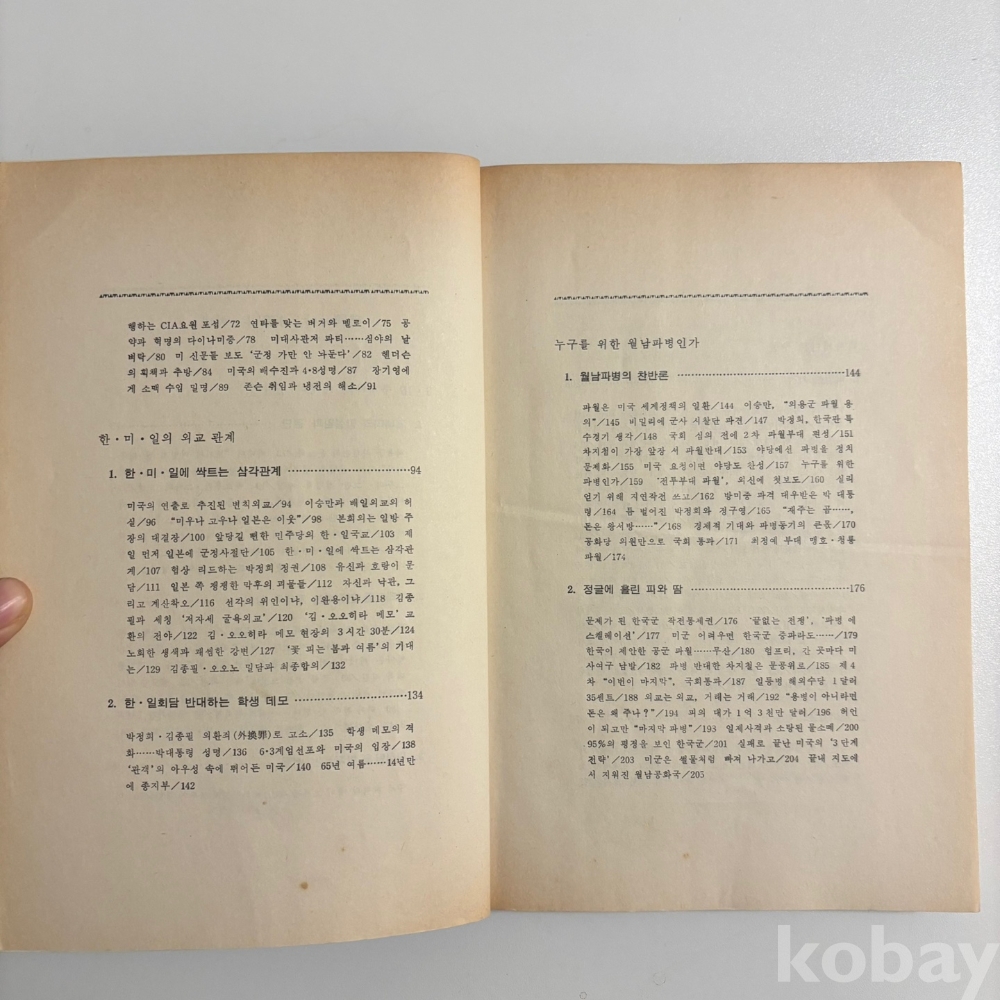 행하는 CIA요원 포섭/72 연타를 맞는 버거와 벨로이/75 공
약과 혁명의 다이나미즘/78 미대사관저 파티……심야의 날
벼락/80 미 신문들 보도 ‘군정 가만 안 놔둔다’/82 헨더슨
의 획책과 추방/84 미국의 배수진과 4·8성명/87 장기영에
게 소맥 수입 밀명/89 존슨 취임과 냉전의 해소/91
한·미·일의 외교 관계
1. 한·미·일에 싹트는 삼각관계 ……………………………94
미국의 연출로 추진된 면칙외교/94 이승만과 배일외교의 허
실/96 “미우나 고우나 일본은 이웃”/98 본회의는 일방 주
장의 대결장/100 앞당길 뻔한 민주당의 한·일국교/103 제
일 먼저 일본에 군정사절단/105 한·미·일에 싹트는 삼각관
계/107 협상 리드하는 박정희 정권/108 유신과 호랑이 문
답/111 일본 쪽 쟁쟁한 막후의 괴물들/112 자신과 낙관, 그
리고 계산착오/116 선각의 위인이냐, 이완용이냐/118 김종
필과 세칭 ‘저자세 굴욕외교’/120 ‘김·오오히라 메모’ 교
환의 전야/122 김·오오히라 메모 현장의 3시간 30분/124
노회한 생색과 패씸한 강변/127 ‘꽃 피는 봄과 여름’의 기대
는/129 김종필·오오노 밀담과 최종합의/132
2. 한·일회담 반대하는 학생 데모 …………………………134
박정희·김종필 외환죄(外換罪)로 고소/135 학생 데모의 격
화……박대통령 성명/136 6·3계엄선포와 미국의 입장/138
‘관객’의 아우성 속에 뛰어든 미국/140 65년 여름……14년만
에 종지부/142
누구를 위한 월남파병인가
1. 월남파병의 찬반론 ……………………………………144
파월은 미국 세계정책의 일환/144 이승만, “의용군 파월 용
의”/145 비밀리에 군사 시찰단 파견/147 박정희, 한국판 특
수경기 생각/148 국회 심의 전에 2차 파월부대 편성/151
차지철이 가장 앞장 서 파월반대/153 야당에선 파병을 정치
문제화/155 미국 요청이면 야당도 찬성/157 누구를 위한
파병인가/159 ‘전투부대 파월’, 외신에 첫보도/160 실리
얻기 위해 지연작전 쓰고/162 방미중 파격 대우받은 박 대통
령/164 틈 벌어진 박정희와 정구영/165 “재주는 곰……,
돈은 왕서방……”/168 경제적 기대와 파병동기의 큰돌/170
공화당 의원만으로 국회 통과/171 최정예 부대 맹호·청룡
파월/174
2. 정글에 흘린 피와 땀 …………………………………176
문제가 된 한국군 작전통제권/176 ‘끝없는 전쟁’, ‘파병 에
스컬레이션’/177 미군 어려우면 한국군 증파라도……/179
한국이 제안한 공군 파월……무산/180 험프리, 간 곳마다 미
사여구 남발/182 파병 반대한 차지철은 문공위로/185 제4
차 “이번이 마지막”, 국회통과/187 일등병 해외수당 1달러
35센트/188 외교는 외교, 거래는 거래/192 “용병이 아니라면
돈은 왜 주나?”/194 피의 대가 1억 3천만 달러/197 허언
이 되고만 “마지막 파병”/193 일제사격과 소탕된 물소떼/200
95%의 평정을 보인 한국군/201 실패로 끝난 미국의 ‘3단계
전략’/203 미군은 썰물처럼 빠져 나가고/204 끝내 지도에
서 지워진 월남공화국/205
kobay